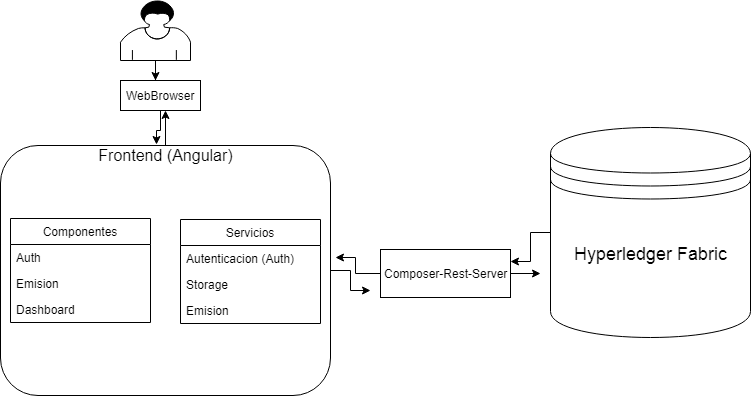 WebBrowser
Frontend (Angular)
Componentes
Auth
Emision
Dashboard
Servicios
Autenticacion (Auth)
Storage
Emision
Composer-Rest-Server
Hyperledger Fabric